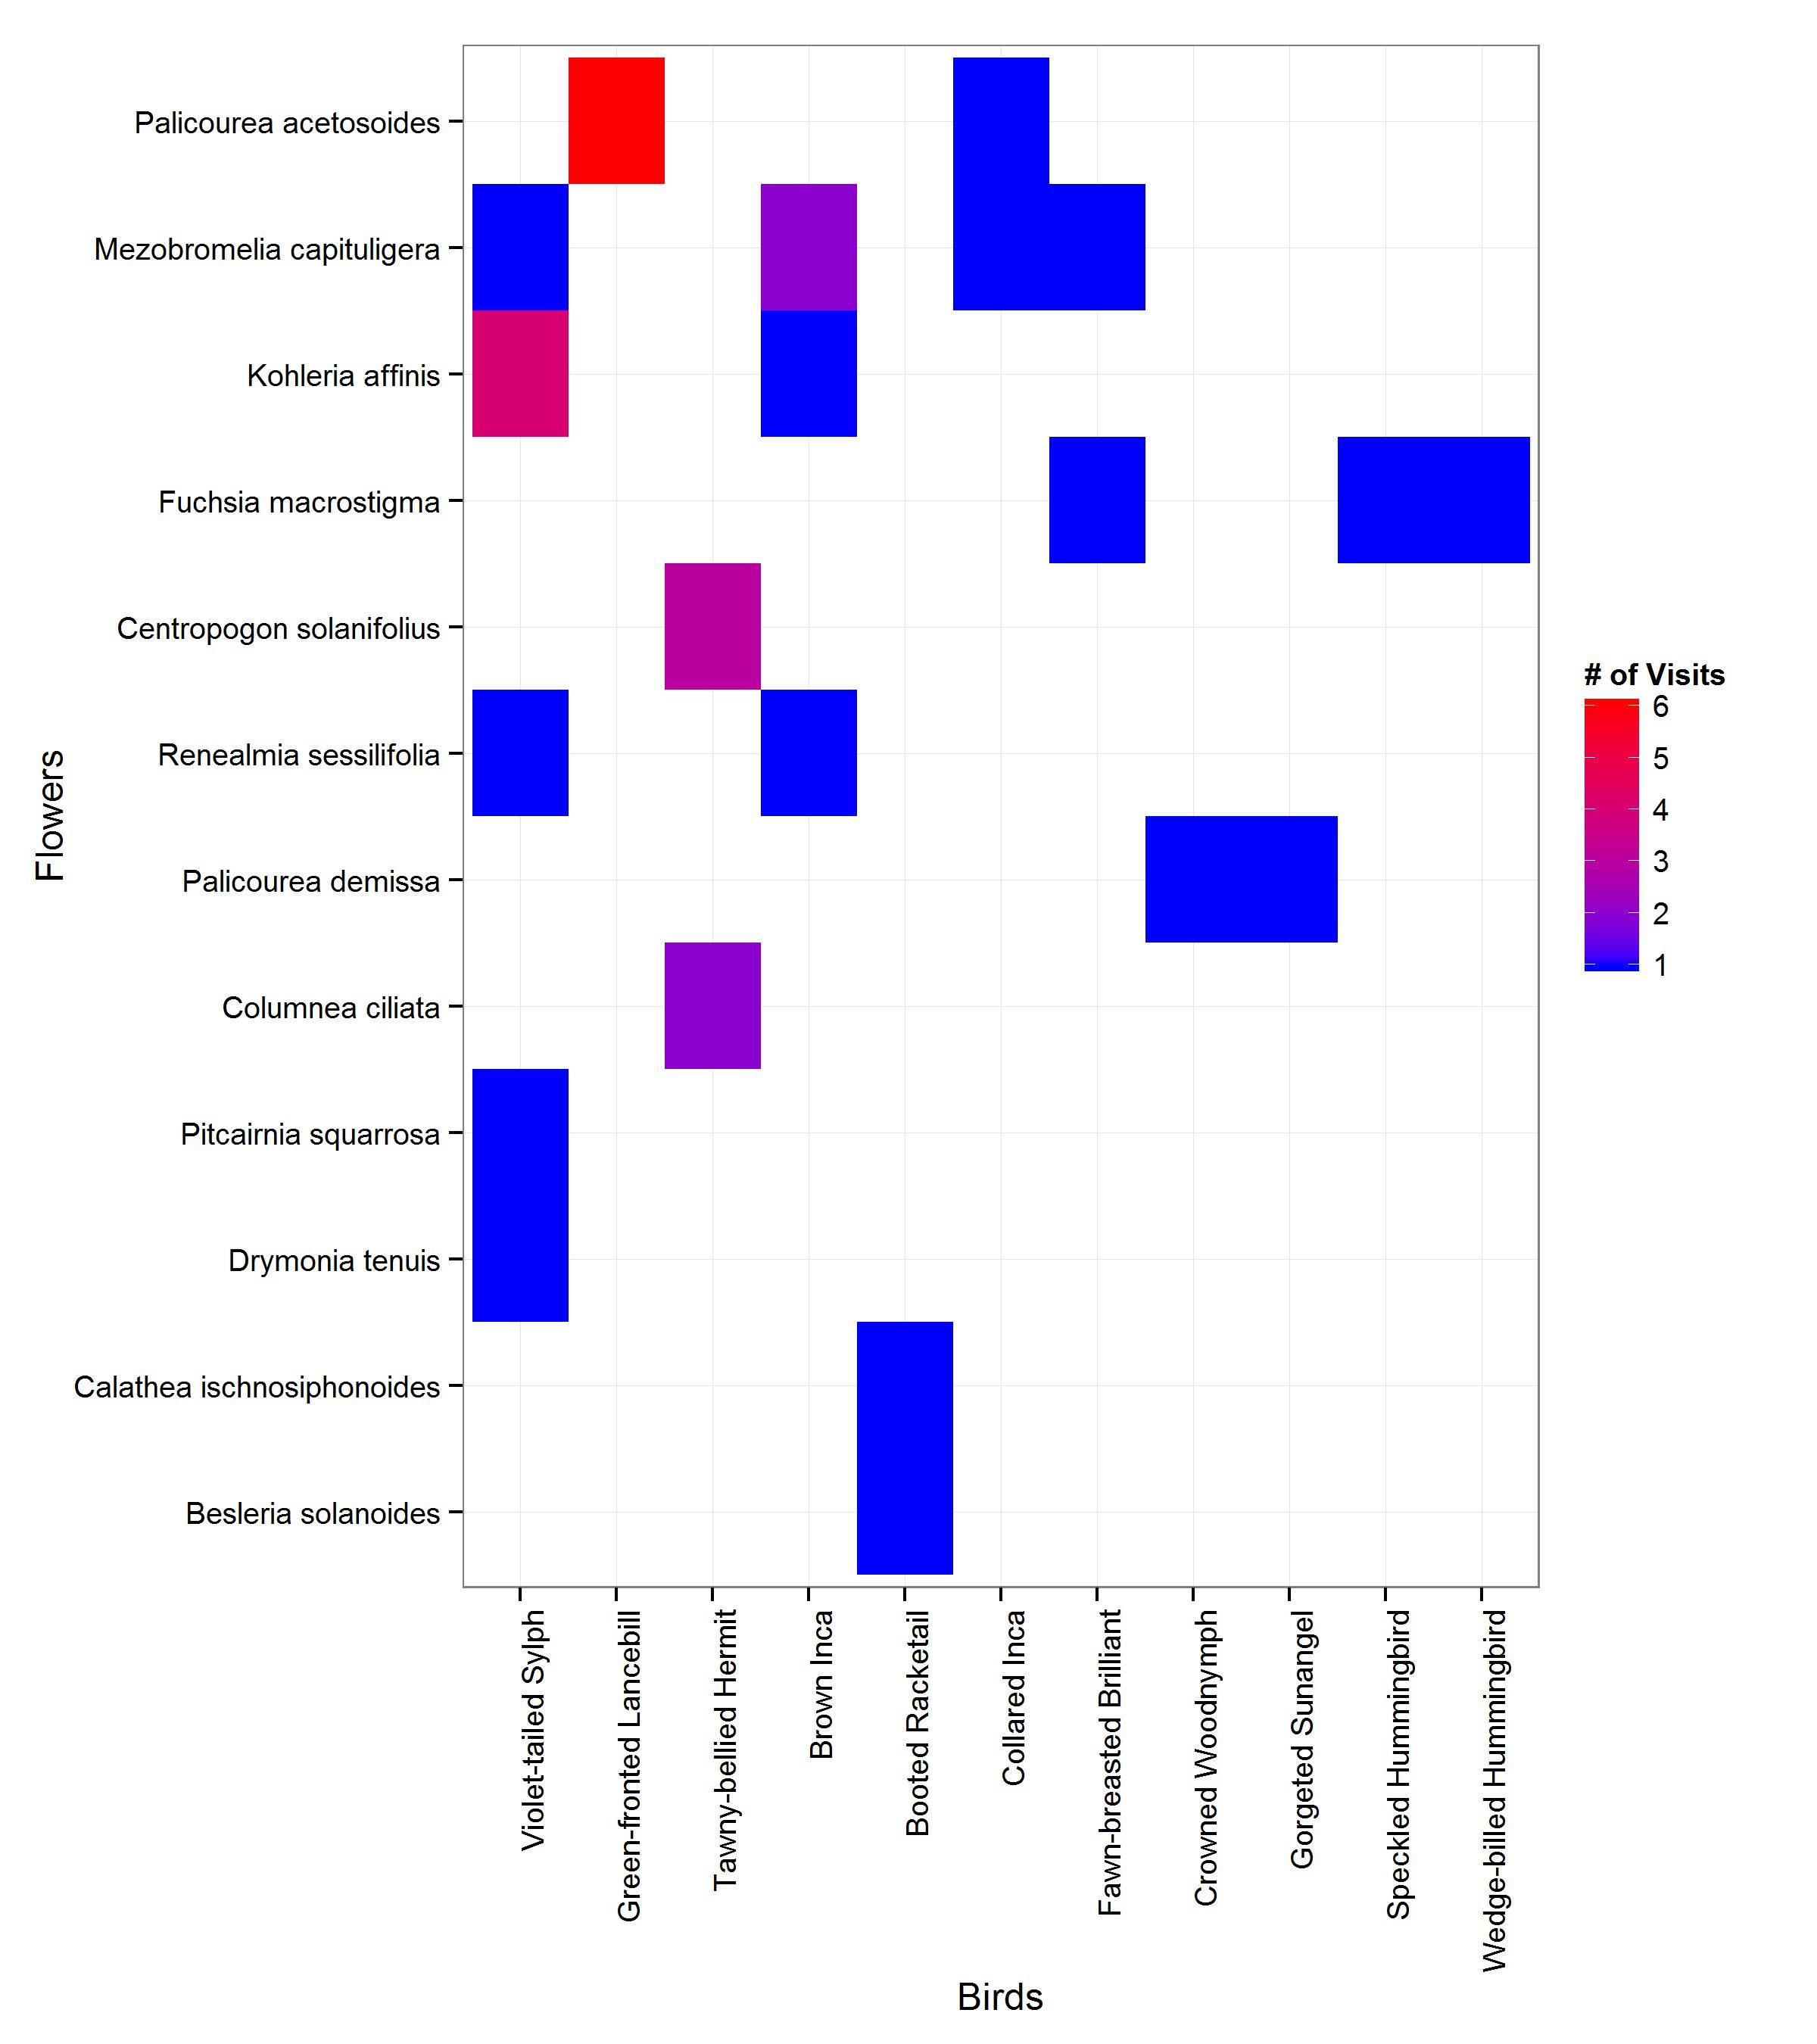 Palicourea acetosoides
Mezobromelia capituligera
Kohleria affinis
Fuchsia macrostigma
Centropogon solanifolius
Renealmia sessilifolia
Palicourea demissa
Columnea ciliata
Pitcairnia squarrosa
Drymonia tenuis
Calathea ischnosiphonoides
Besleria solanoides
Flowers
Violet-tailed Sylph
Green-fronted Lancebill
Tawny-bellied Hermit
Brown Inca
Booted Racketail
Collared Inca
Fawn-breasted Brilliant
Crowned Woodnymph
Gorgeted Sunangel
Speckled Hummingbird
Wedge-billed Hummingbird
Birds
# of Visits
6
5
4
3
2
1